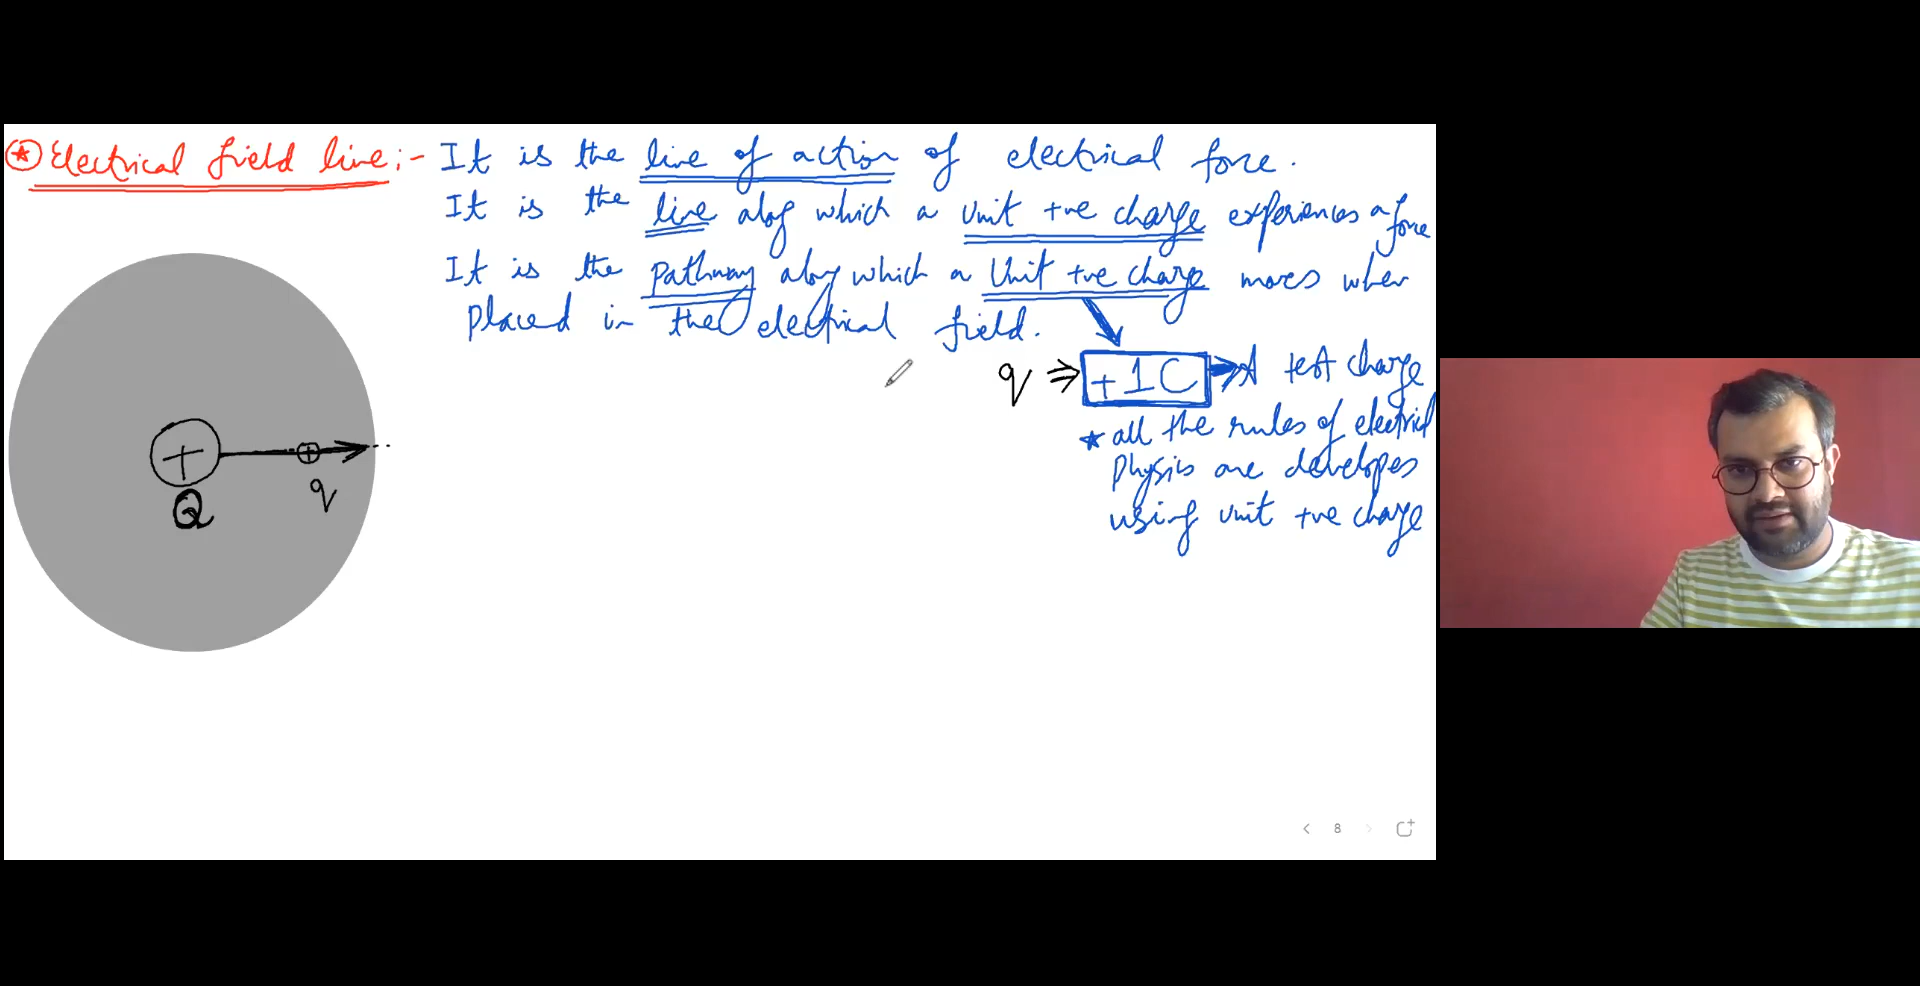 ★ Electrical field line :- It is the line of action of electrical force.
It is the line along which a unit +ve charge experiences a force
It is the pathway along which a Unit +ve charge moves when
placed in the electrical field.
q ⇒ +1C → A test charge
★ all the rules of electrical
physics are developes
using unit +ve charge
+ +
Q q
< 8 >